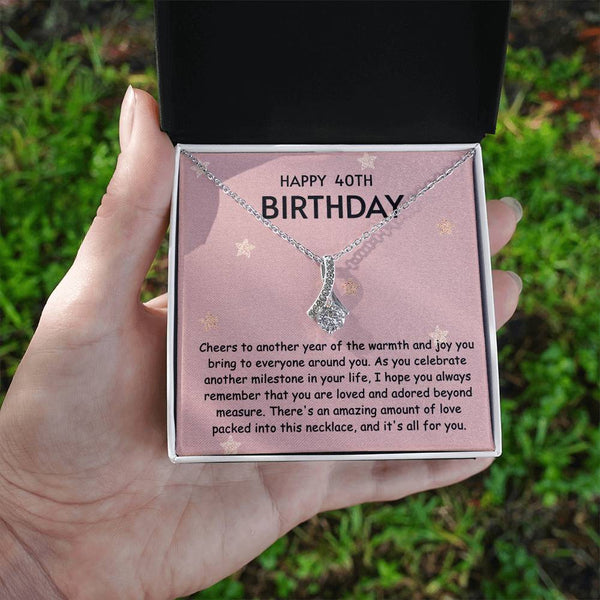 HAPPY 40TH
BIRTHDAY
Cheers to another year of the warmth and joy you
bring to everyone around you. As you celebrate
another milestone in your life, I hope you always
remember that you are loved and adored beyond
measure. There's an amazing amount of love
packed into this necklace, and it's all for you.